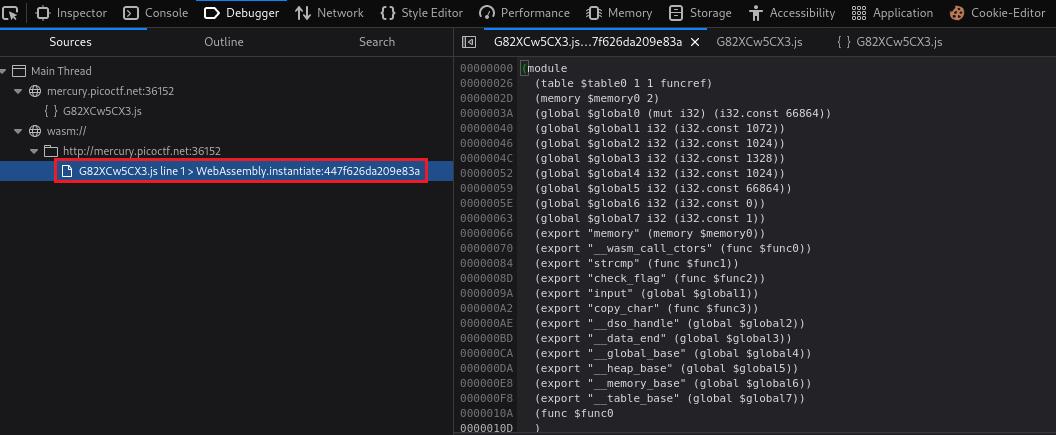 Inspector Console Debugger Network Style Editor Performance Memory Storage Accessibility Application Cookie-Editor
Sources Outline Search
G82XCw5CX3.js...7f626da209e83a G82XCw5CX3.js { } G82XCw5CX3.js
Main Thread
mercury.picoctf.net:36152
{ } G82XCw5CX3.js
wasm://
http://mercury.picoctf.net:36152
G82XCw5CX3.js line 1 > WebAssembly.instantiate:447f626da209e83a
00000000 (module
00000026 (table $table0 1 1 funcref)
0000002D (memory $memory0 2)
0000003A (global $global0 (mut i32) (i32.const 66864))
00000040 (global $global1 i32 (i32.const 1072))
00000046 (global $global2 i32 (i32.const 1024))
0000004C (global $global3 i32 (i32.const 1328))
00000052 (global $global4 i32 (i32.const 1024))
00000058 (global $global5 i32 (i32.const 66864))
0000005E (global $global6 i32 (i32.const 0))
00000063 (global $global7 i32 (i32.const 1))
00000066 (export "memory" (memory $memory0))
00000070 (export "__wasm_call_ctors" (func $func0))
00000084 (export "strcmp" (func $func1))
0000008D (export "check_flag" (func $func2))
0000009A (export "input" (global $global1))
000000A2 (export "copy_char" (func $func3))
000000AE (export "__dso_handle" (global $global2))
000000BD (export "__data_end" (global $global3))
000000CA (export "__global_base" (global $global4))
000000DA (export "__heap_base" (global $global5))
000000E8 (export "__memory_base" (global $global6))
000000F8 (export "__table_base" (global $global7))
0000010A (func $func0
0000010D )